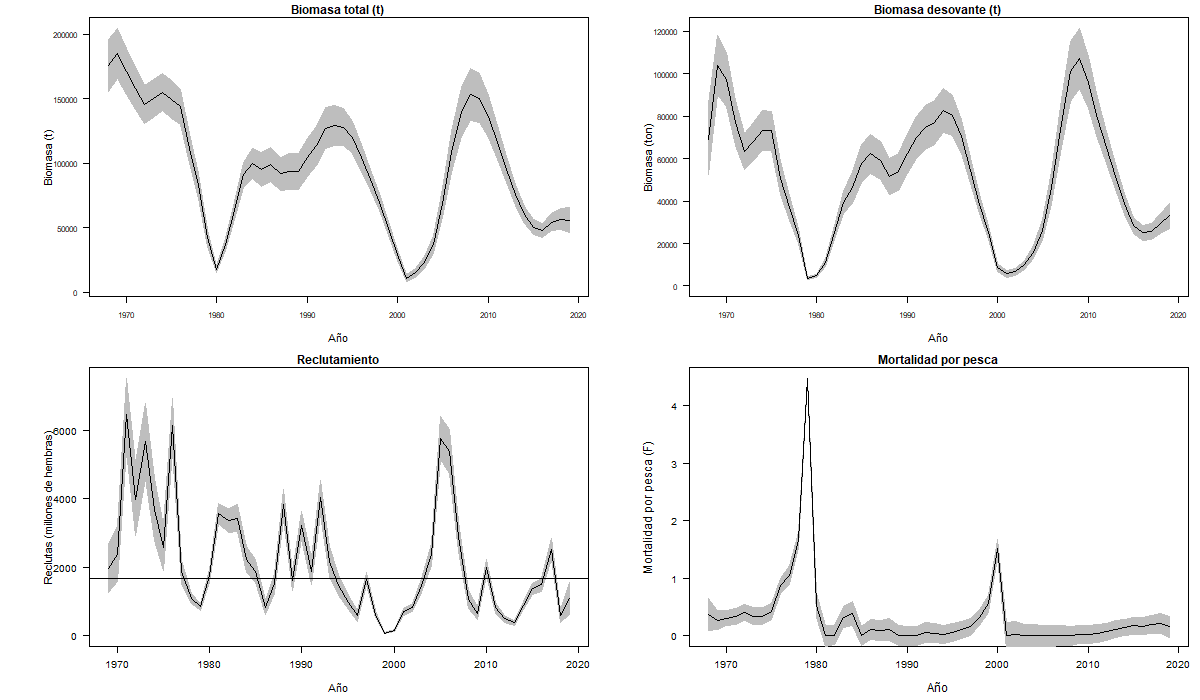 Biomasa total (t)
Biomasa (t)
200000
150000
100000
50000
0
1970 1980 1990 2000 2010 2020
Año
Biomasa desovante (t)
Biomasa (ton)
120000
100000
80000
60000
40000
20000
0
1970 1980 1990 2000 2010 2020
Año
Reclutamiento
Reclutas (millones de hembras)
6000
4000
2000
0
1970 1980 1990 2000 2010 2020
Año
Mortalidad por pesca
Mortalidad por pesca (F)
4
3
2
1
0
1970 1980 1990 2000 2010 2020
Año